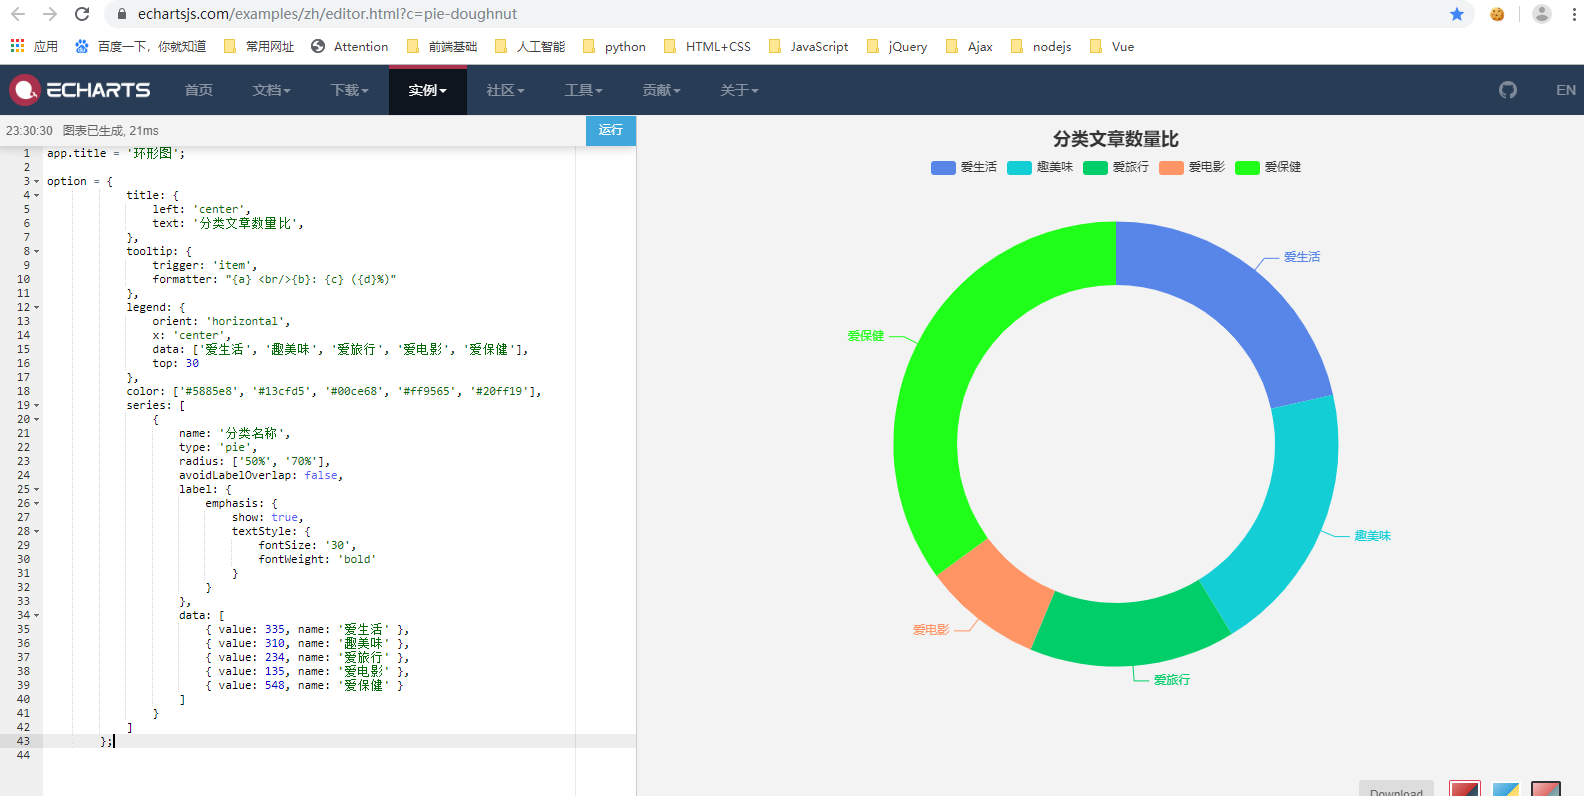 echartsjs.com/examples/zh/editor.html?c=pie-doughnut
应用 百度一下，你就知道 常用网址 Attention 前端基础 人工智能 python HTML+CSS JavaScript jQuery Ajax nodejs Vue
ECHARTS 首页 文档 下载 实例 社区 工具 贡献 关于 EN
23:30:30 图表已生成, 21ms 运行
1 app.title = '环形图';
2
3 option = {
4 title: {
5 left: 'center',
6 text: '分类文章数量比',
7 },
8 tooltip: {
9 trigger: 'item',
10 formatter: "{a} <br/>{b}: {c} ({d}%)"
11 },
12 legend: {
13 orient: 'horizontal',
14 x: 'center',
15 data: ['爱生活', '趣美味', '爱旅行', '爱电影', '爱保健'],
16 top: 30
17 },
18 color: ['#5885e8', '#13cfd5', '#00ce68', '#ff9565', '#20ff19'],
19 series: [
20 {
21 name: '分类名称',
22 type: 'pie',
23 radius: ['50%', '70%'],
24 avoidLabelOverlap: false,
25 label: {
26 emphasis: {
27 show: true,
28 textStyle: {
29 fontSize: '30',
30 fontWeight: 'bold'
31 }
32 }
33 },
34 data: [
35 { value: 335, name: '爱生活' },
36 { value: 310, name: '趣美味' },
37 { value: 234, name: '爱旅行' },
38 { value: 135, name: '爱电影' },
39 { value: 548, name: '爱保健' }
40 ]
41 }
42 ]
43 };
44
分类文章数量比
爱生活 趣美味 爱旅行 爱电影 爱保健
爱生活
爱保健
趣美味
爱电影
爱旅行
Download